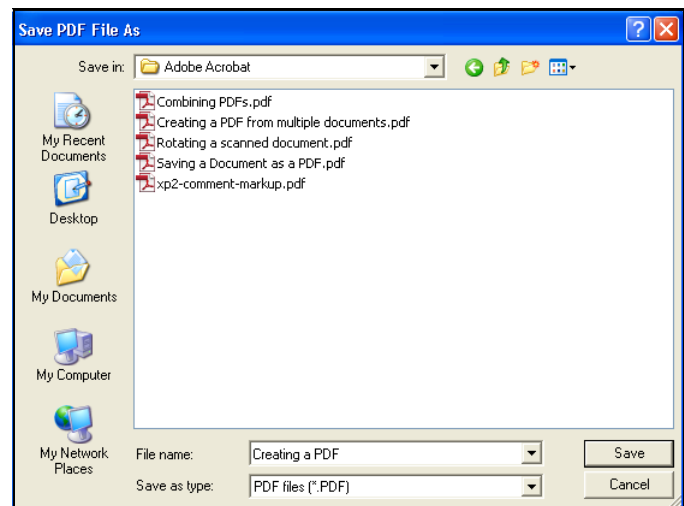 Save PDF File As
Save in: Adobe Acrobat
My Recent
Documents
Desktop
My Documents
My Computer
My Network
Places
Combining PDFs.pdf
Creating a PDF from multiple documents.pdf
Rotating a scanned document.pdf
Saving a Document as a PDF.pdf
xp2-comment-markup.pdf
File name: Creating a PDF Save
Save as type: PDF files (*.PDF) Cancel